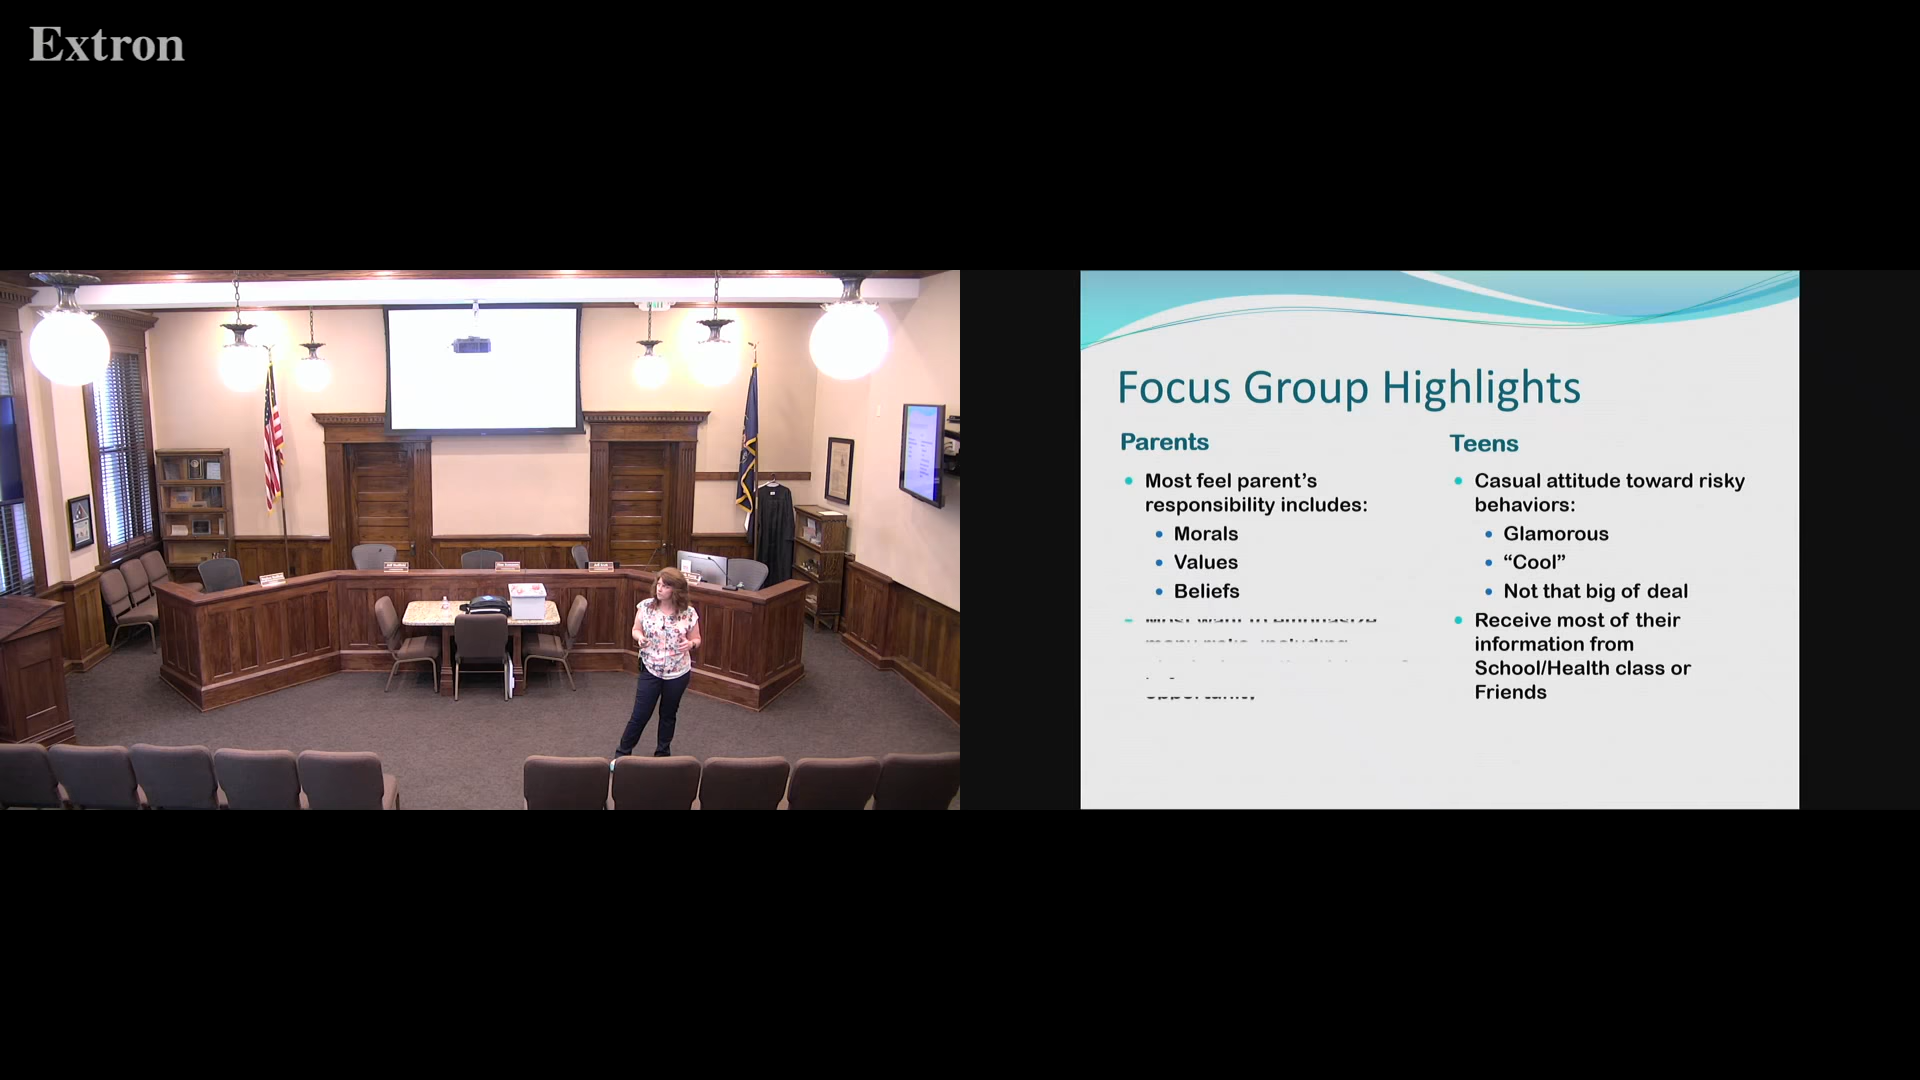 Extron
Focus Group Highlights
Parents
Most feel parent's
responsibility includes:
Morals
Values
Beliefs
Teens
Casual attitude toward risky
behaviors:
Glamorous
“Cool”
Not that big of deal
Receive most of their
information from
School/Health class or
Friends